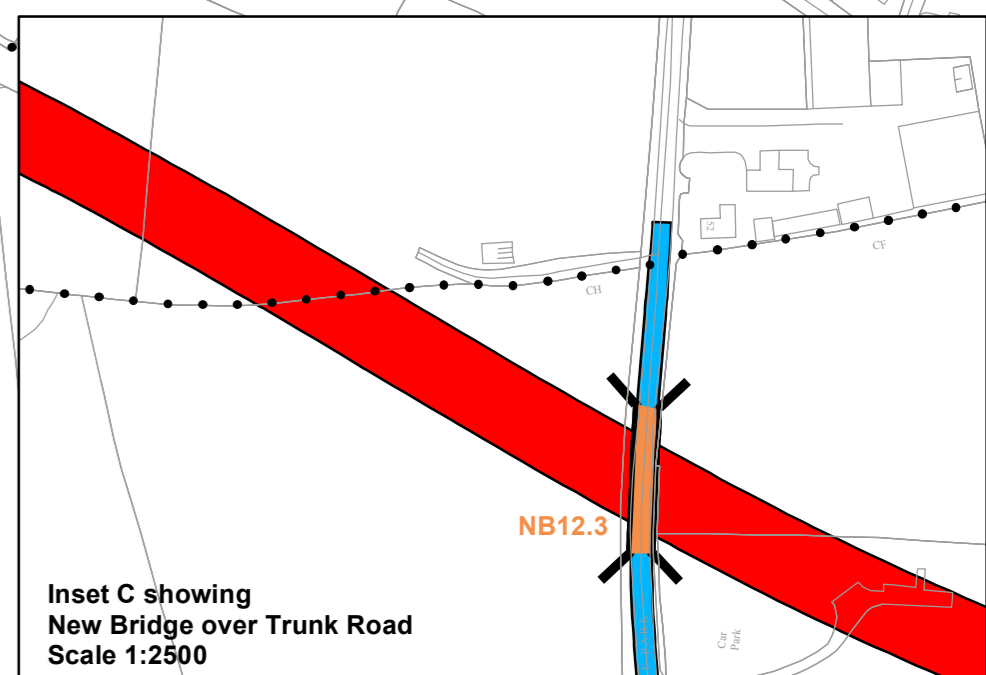 52
CF
CH
NB12.3
Inset C showing
New Bridge over Trunk Road
Scale 1:2500
Car
Park